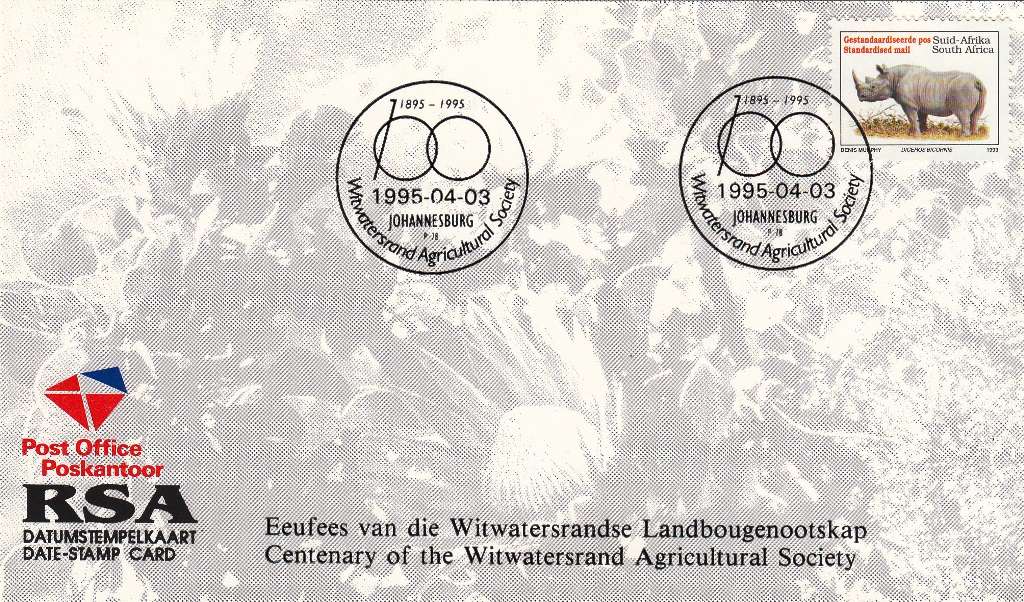 Gestandaardiseerde pos Suid-Afrika
Standardised mail South Africa
DENIS MURPHY DICEROS BICORNIS 1993
1895 - 1995
1995-04-03
JOHANNESBURG
P 78
Witwatersrand Agricultural Society
1895 - 1995
1995-04-03
JOHANNESBURG
P 78
Witwatersrand Agricultural Society
Post Office
Poskantoor
RSA
DATUMSTEMPELKAART
DATE-STAMP CARD
Eeufees van die Witwatersrandse Landbougenootskap
Centenary of the Witwatersrand Agricultural Society